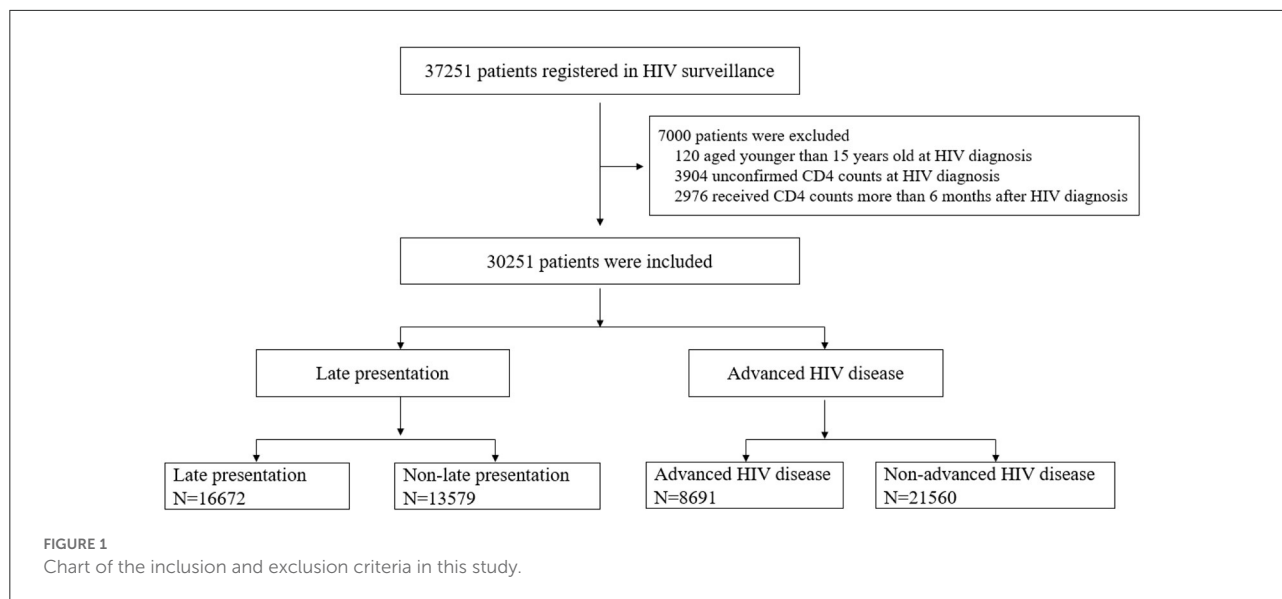 37251 patients registered in HIV surveillance
7000 patients were excluded
120 aged younger than 15 years old at HIV diagnosis
3904 unconfirmed CD4 counts at HIV diagnosis
2976 received CD4 counts more than 6 months after HIV diagnosis
30251 patients were included
Late presentation
Advanced HIV disease
Late presentation
N=16672
Non-late presentation
N=13579
Advanced HIV disease
N=8691
Non-advanced HIV disease
N=21560
FIGURE 1
Chart of the inclusion and exclusion criteria in this study.